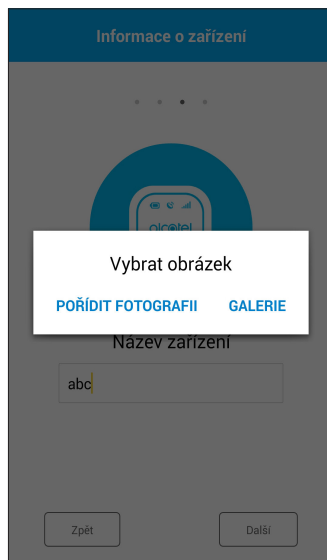 Informace o zařízení
alcatel
Vybrat obrázek
POŘÍDIT FOTOGRAFII GALERIE
Název zařízení
abc
Zpět Další